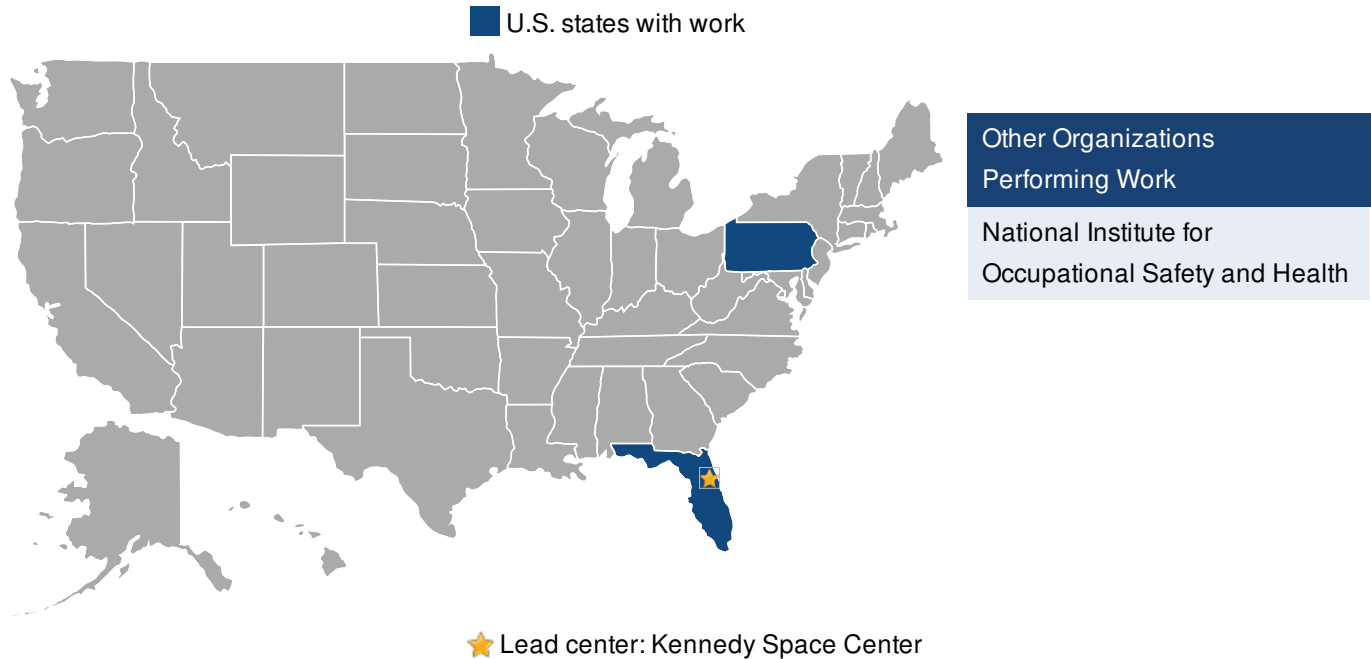 U.S. states with work
Other Organizations
Performing Work
National Institute for
Occupational Safety and Health
Lead center: Kennedy Space Center